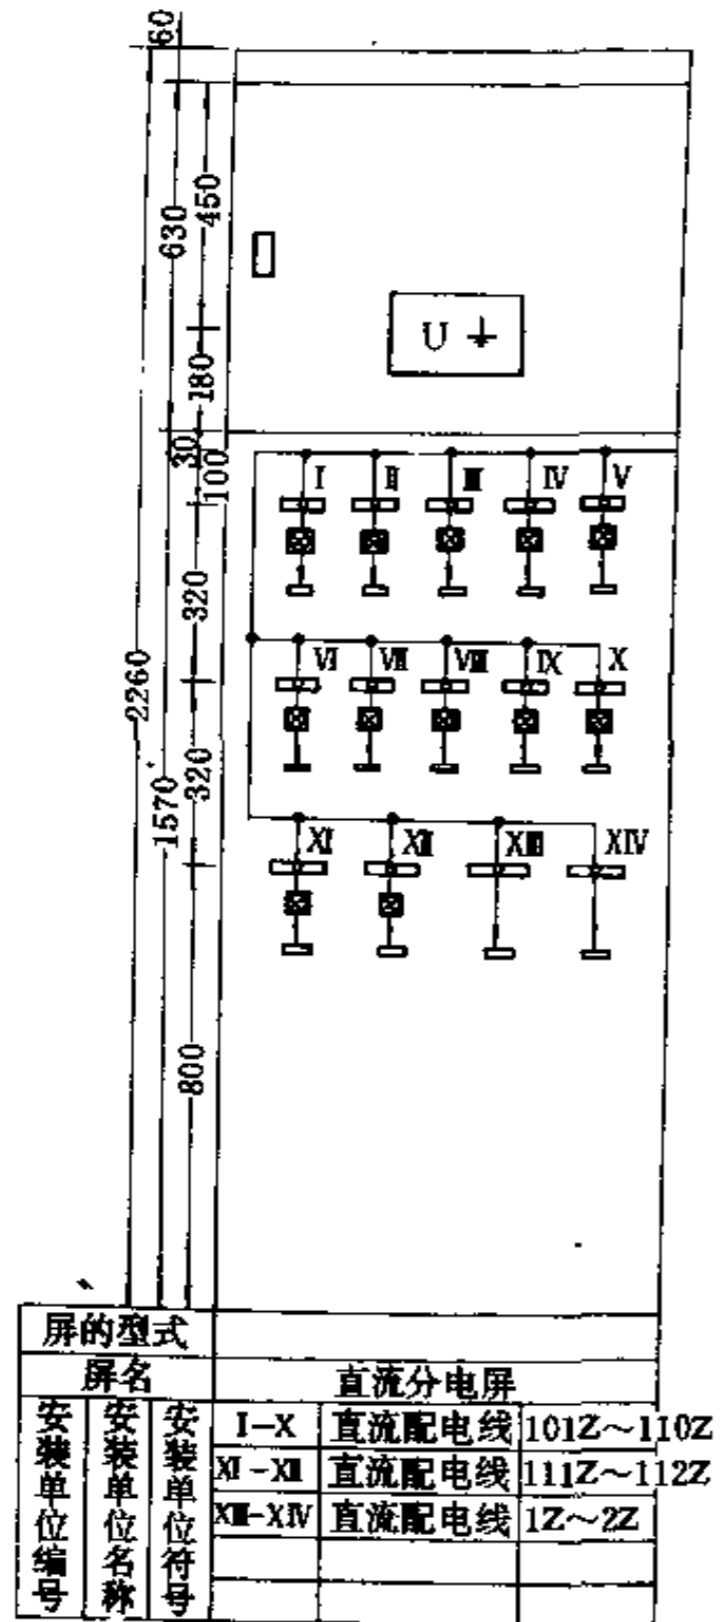 60
450
630
U
180
30
100
I II III IV V
320
VI VII VIII IX X
2260
320
1570
XI XII XIII XIV
800
屏的型式
屏名 直流分电屏
安装单位编号 安装单位名称 安装单位符号
I-X 直流配电线 101Z～110Z
XI-XII 直流配电线 111Z～112Z
XIII-XIV 直流配电线 1Z～2Z